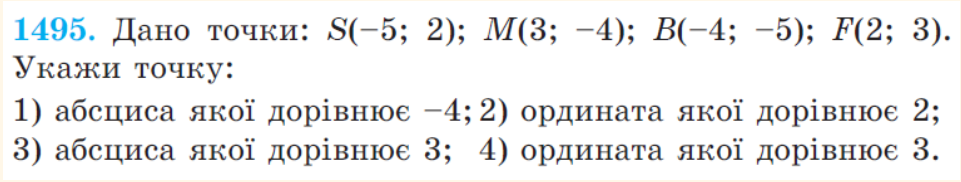 1495. Дано точки: S(−5; 2); M(3; −4); B(−4; −5); F(2; 3).
Укажи точку:
1) абсциса якої дорівнює −4; 2) ордината якої дорівнює 2;
3) абсциса якої дорівнює 3; 4) ордината якої дорівнює 3.